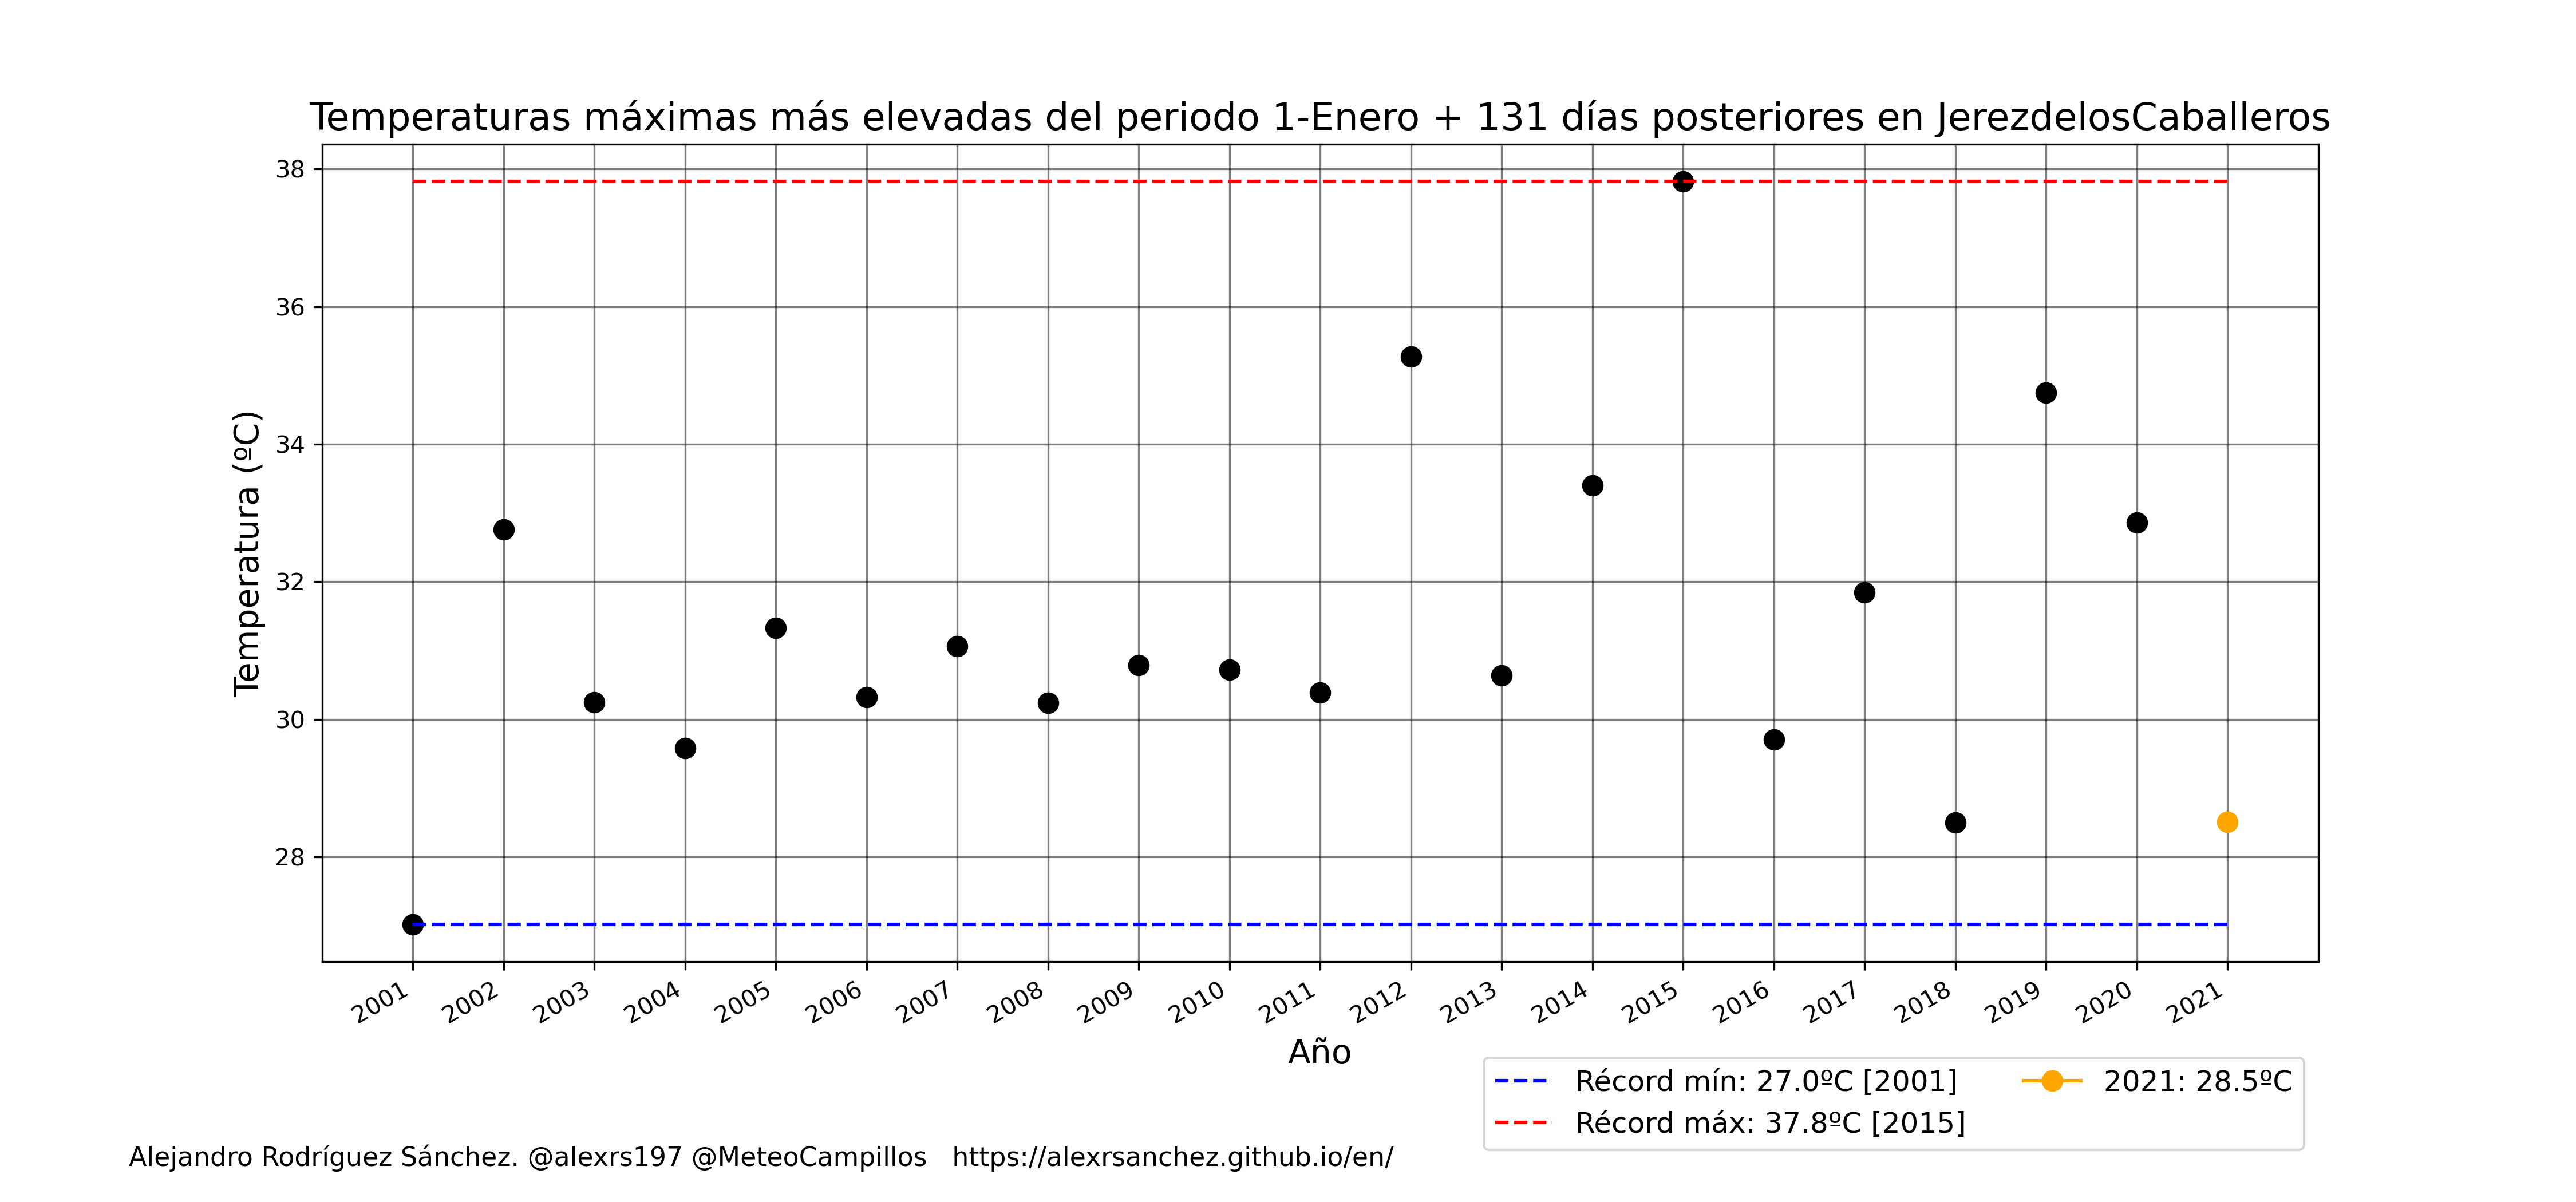 Temperaturas máximas más elevadas del periodo 1-Enero + 131 días posteriores en JerezdelosCaballeros
Temperatura (ºC)
38
36
34
32
30
28
2001 2002 2003 2004 2005 2006 2007 2008 2009 2010 2011 2012 2013 2014 2015 2016 2017 2018 2019 2020 2021
Año
Récord mín: 27.0ºC [2001]
Récord máx: 37.8ºC [2015]
2021: 28.5ºC
Alejandro Rodríguez Sánchez. @alexrs197 @MeteoCampillos https://alexrsanchez.github.io/en/